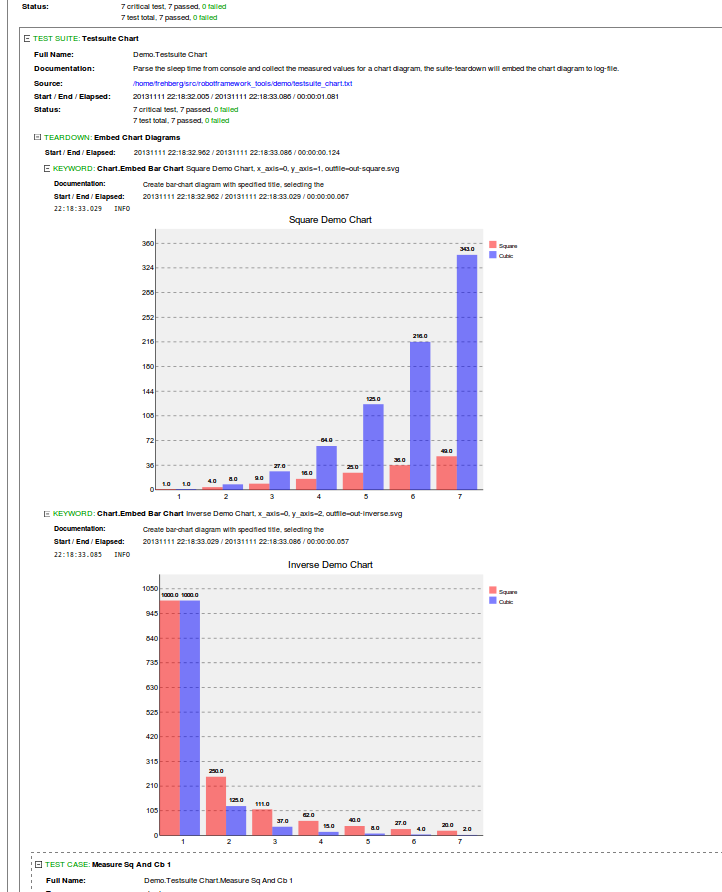 Status: 7 critical test, 7 passed, 0 failed
7 test total, 7 passed, 0 failed
TEST SUITE: Testsuite Chart
Full Name: Demo.Testsuite Chart
Documentation: Parse the sleep time from console and collect the measured values for a chart diagram, the suite-teardown will embed the chart diagram to log-file.
Source: /home/frehberg/src/robotframework_tools/demo/testsuite_chart.txt
Start / End / Elapsed: 20131111 22:18:32.005 / 20131111 22:18:33.086 / 00:00:01.081
Status: 7 critical test, 7 passed, 0 failed
7 test total, 7 passed, 0 failed
TEARDOWN: Embed Chart Diagrams
Start / End / Elapsed: 20131111 22:18:32.962 / 20131111 22:18:33.086 / 00:00:00.124
KEYWORD: Chart.Embed Bar Chart Square Demo Chart, x_axis=0, y_axis=1, outfile=out-square.svg
Documentation: Create bar-chart diagram with specified title, selecting the
Start / End / Elapsed: 20131111 22:18:32.962 / 20131111 22:18:33.029 / 00:00:00.067
22:18:33.029 INFO
Square Demo Chart
360
324
288
252
216
180
144
108
72
36
0
1.0 1.0 4.0 8.0 9.0 27.0 16.0 64.0 25.0 125.0 36.0 216.0 49.0 343.0
1 2 3 4 5 6 7
Square
Cubic
KEYWORD: Chart.Embed Bar Chart Inverse Demo Chart, x_axis=0, y_axis=2, outfile=out-inverse.svg
Documentation: Create bar-chart diagram with specified title, selecting the
Start / End / Elapsed: 20131111 22:18:33.029 / 20131111 22:18:33.086 / 00:00:00.057
22:18:33.085 INFO
Inverse Demo Chart
1050
945
840
735
630
525
420
315
210
105
0
1000.0 1000.0 250.0 125.0 111.0 37.0 62.0 15.0 40.0 8.0 27.0 4.0 20.0 2.0
1 2 3 4 5 6 7
Square
Cubic
TEST CASE: Measure Sq And Cb 1
Full Name: Demo.Testsuite Chart.Measure Sq And Cb 1